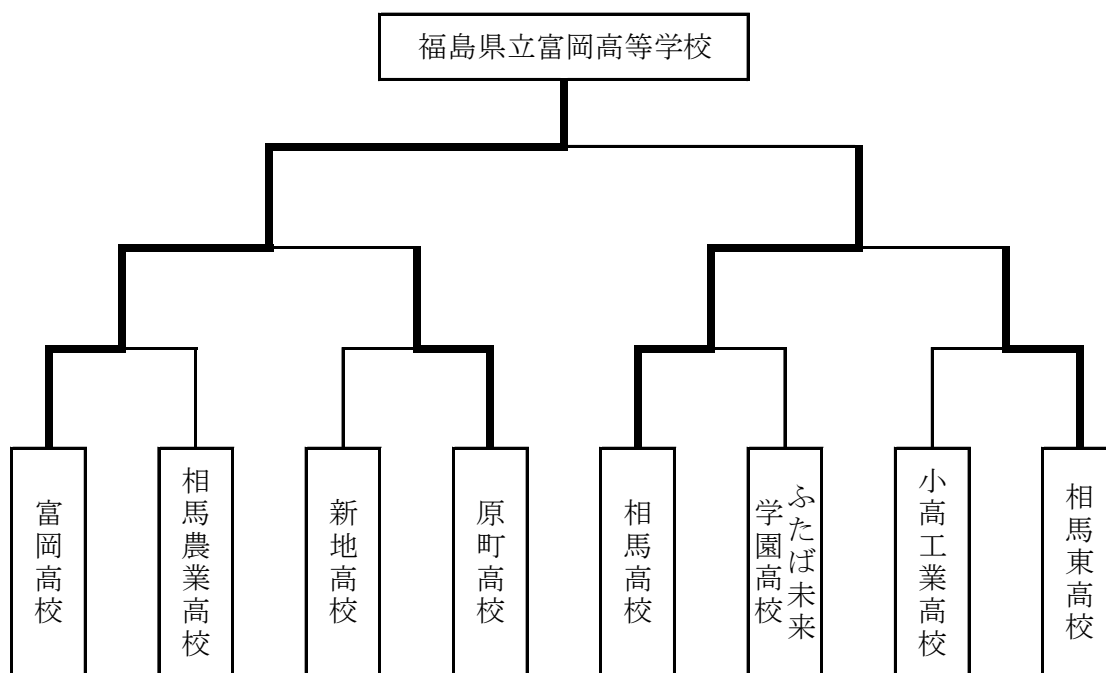 福島県立富岡高等学校
富岡高校
相馬農業高校
新地高校
原町高校
相馬高校
ふたば未来
学園高校
小高工業高校
相馬東高校